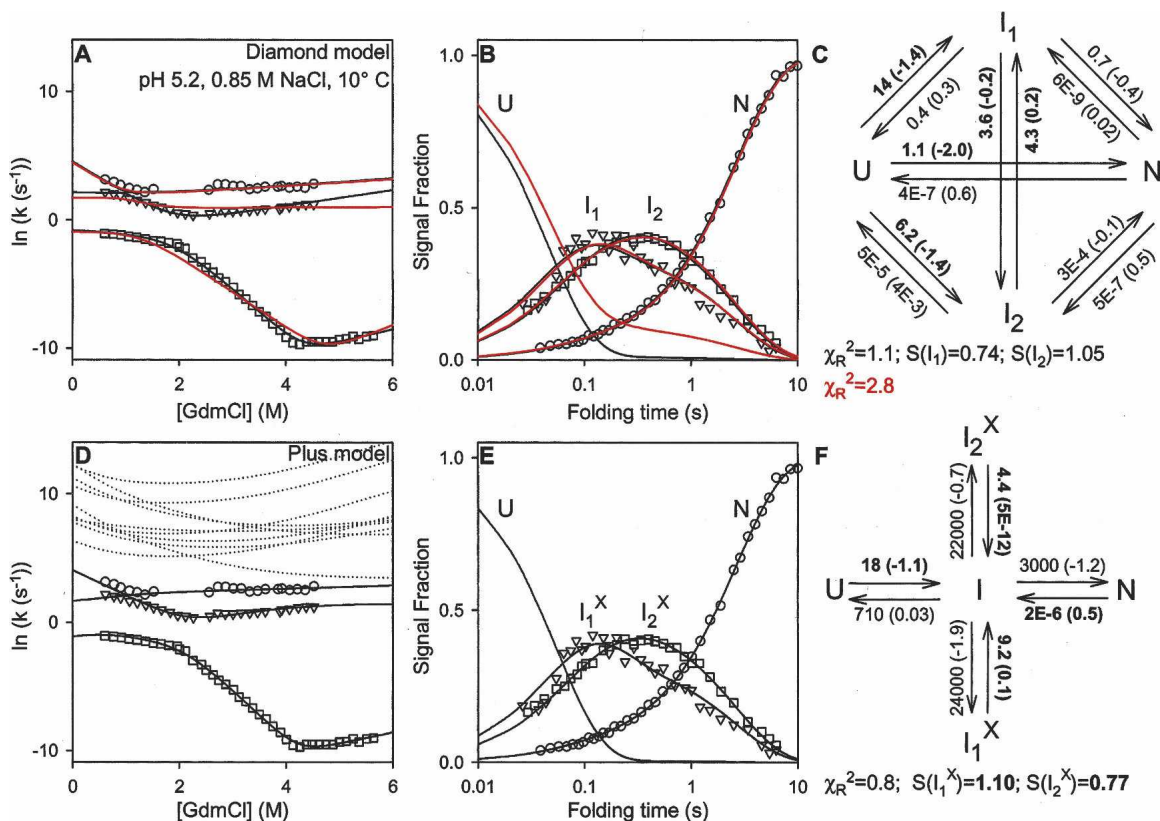 A
Diamond model
pH 5.2, 0.85 M NaCl, 10° C
10
0
-10
ln (k (s⁻¹))
0 2 4 6
[GdmCl] (M)
B
1.0
0.5
0.0
Signal Fraction
U
N
I₁
I₂
0.01 0.1 1 10
Folding time (s)
C
I₁
14 (-1.4)
0.4 (0.3)
3.6 (-0.2)
4.3 (0.2)
0.7 (-0.4)
6E-9 (0.02)
U
1.1 (-2.0)
4E-7 (0.6)
N
6.2 (-1.4)
5E-5 (4E-3)
3E-4 (-0.1)
5E-7 (0.5)
I₂
χR²=1.1; S(I₁)=0.74; S(I₂)=1.05
χR²=2.8
D
Plus model
10
0
-10
ln (k (s⁻¹))
0 2 4 6
[GdmCl] (M)
E
1.0
0.5
0.0
Signal Fraction
U
N
I₁ˣ
I₂ˣ
0.01 0.1 1 10
Folding time (s)
F
I₂ˣ
22000 (-0.7)
4.4 (5E-12)
U
18 (-1.1)
710 (0.03)
I
3000 (-1.2)
2E-6 (0.5)
N
24000 (-1.9)
9.2 (0.1)
I₁ˣ
χR²=0.8; S(I₁ˣ)=1.10; S(I₂ˣ)=0.77